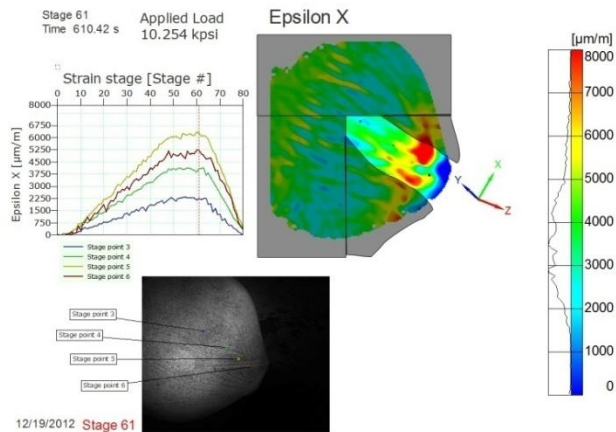 Stage 61
Time 610.42 sec
Applied Load
10.254 kpsi
Epsilon X
Strain stage [Stage #]
0 10 20 30 40 50 60 70 80
8000
6750
6000
5250
4500
3750
3000
2250
1500
750
0
Epsilon X [µm/m]
Stage point 3
Stage point 4
Stage point 5
Stage point 6
X
Y
Z
[µm/m]
8000
7000
6000
5000
4000
3000
2000
1000
0
Stage point 3
Stage point 4
Stage point 5
Stage point 6
12/19/2012 Stage 61